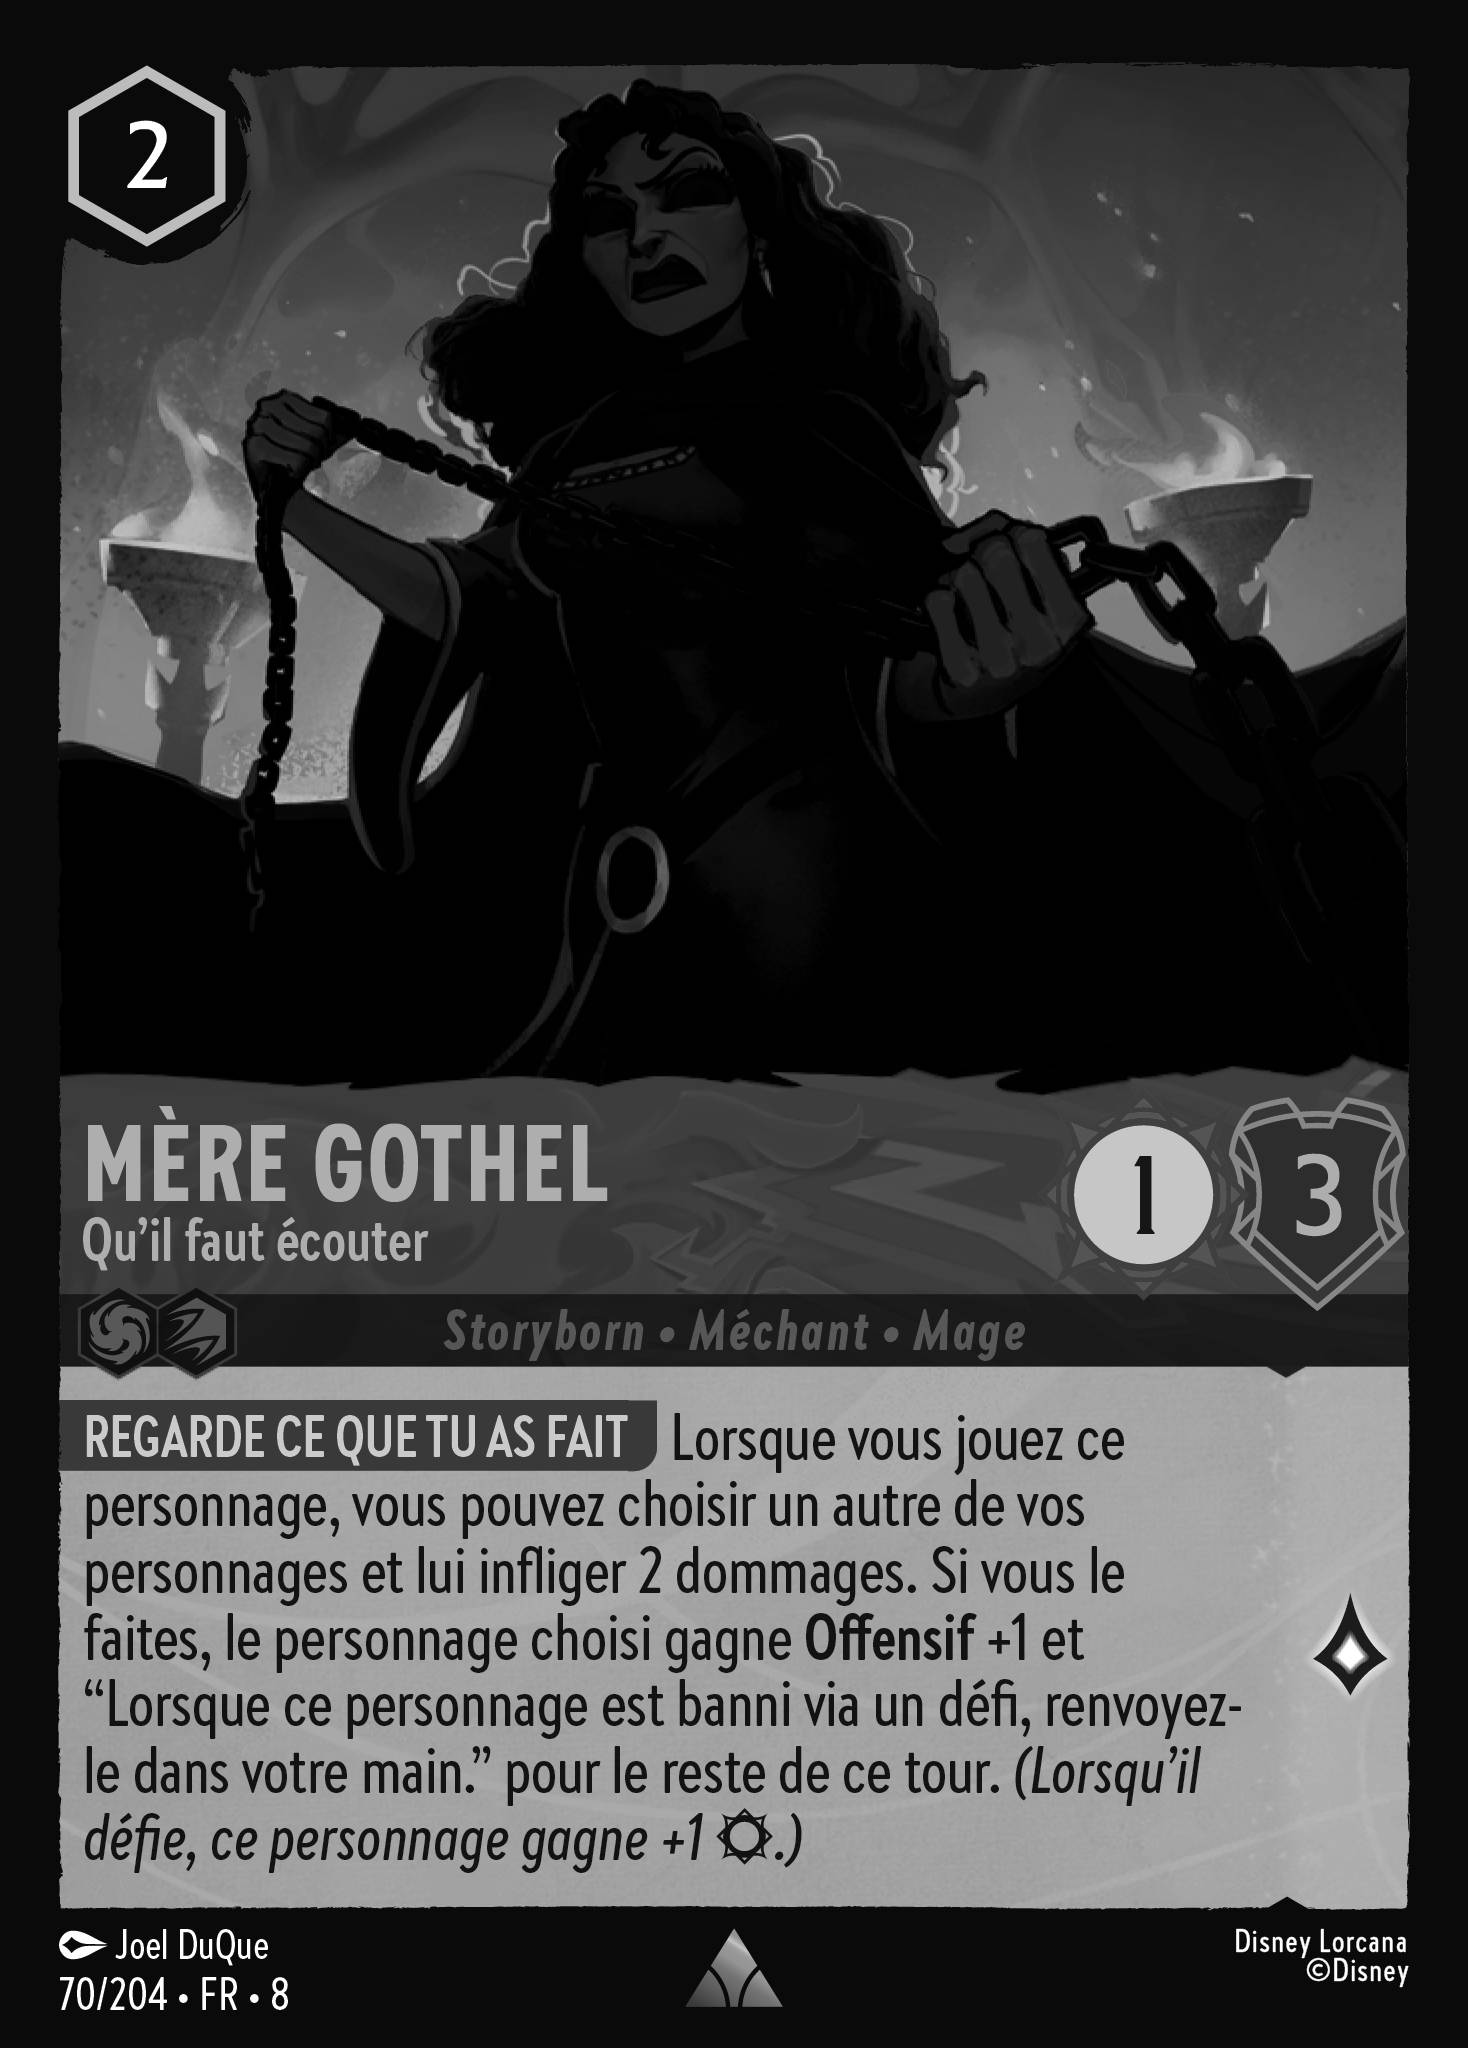 2
MÈRE GOTHEL
Qu’il faut écouter
1
3
Storyborn • Méchant • Mage
REGARDE CE QUE TU AS FAIT Lorsque vous jouez ce
personnage, vous pouvez choisir un autre de vos
personnages et lui infliger 2 dommages. Si vous le
faites, le personnage choisi gagne Offensif +1 et
“Lorsque ce personnage est banni via un défi, renvoyez-
le dans votre main.” pour le reste de ce tour. (Lorsqu’il
défie, ce personnage gagne +1 .)
Joel DuQue
70/204 • FR • 8
Disney Lorcana
©Disney